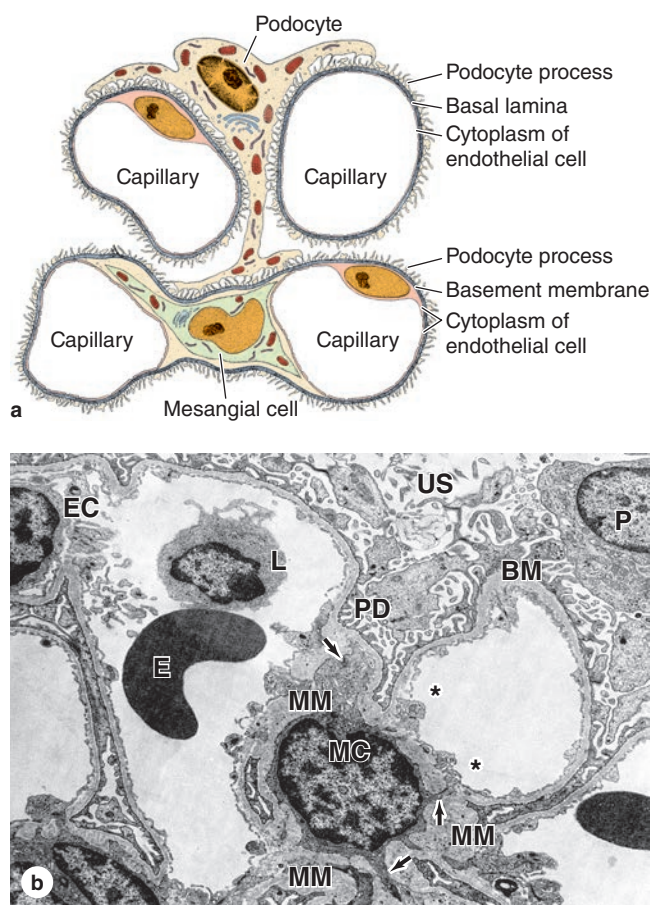 Podocyte
Podocyte process
Basal lamina
Cytoplasm of
endothelial cell
Capillary
Capillary
Podocyte process
Basement membrane
Cytoplasm of
endothelial cell
Capillary
Capillary
Mesangial cell
a
EC
US
P
L
BM
PD
E
*
MM
MC
*
MM
MM
b